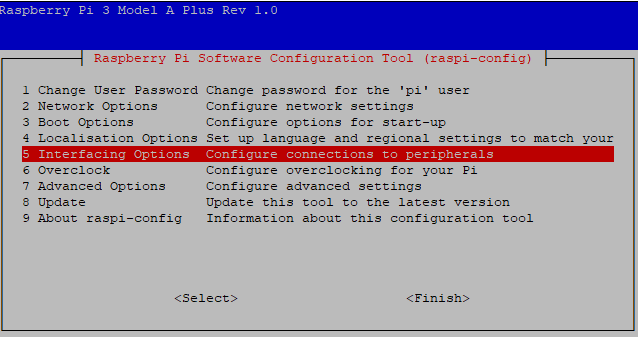 Raspberry Pi 3 Model A Plus Rev 1.0
Raspberry Pi Software Configuration Tool (raspi-config)
1 Change User Password Change password for the 'pi' user
2 Network Options Configure network settings
3 Boot Options Configure options for start-up
4 Localisation Options Set up language and regional settings to match your
5 Interfacing Options Configure connections to peripherals
6 Overclock Configure overclocking for your Pi
7 Advanced Options Configure advanced settings
8 Update Update this tool to the latest version
9 About raspi-config Information about this configuration tool
<Select> <Finish>